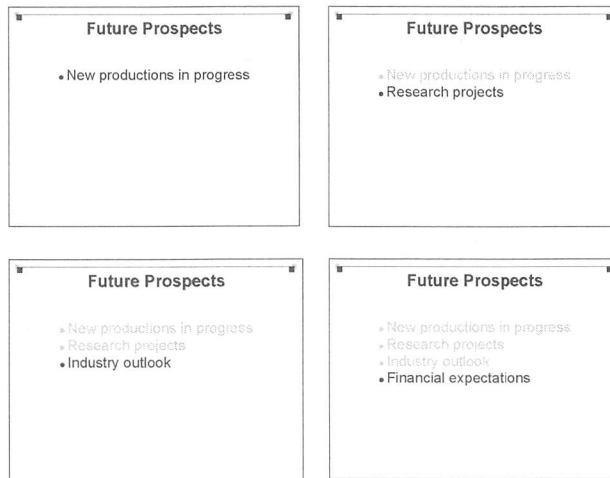 Future Prospects
• New productions in progress
Future Prospects
• New productions in progress
• Research projects
Future Prospects
• New productions in progress
• Research projects
• Industry outlook
Future Prospects
• New productions in progress
• Research projects
• Industry outlook
• Financial expectations